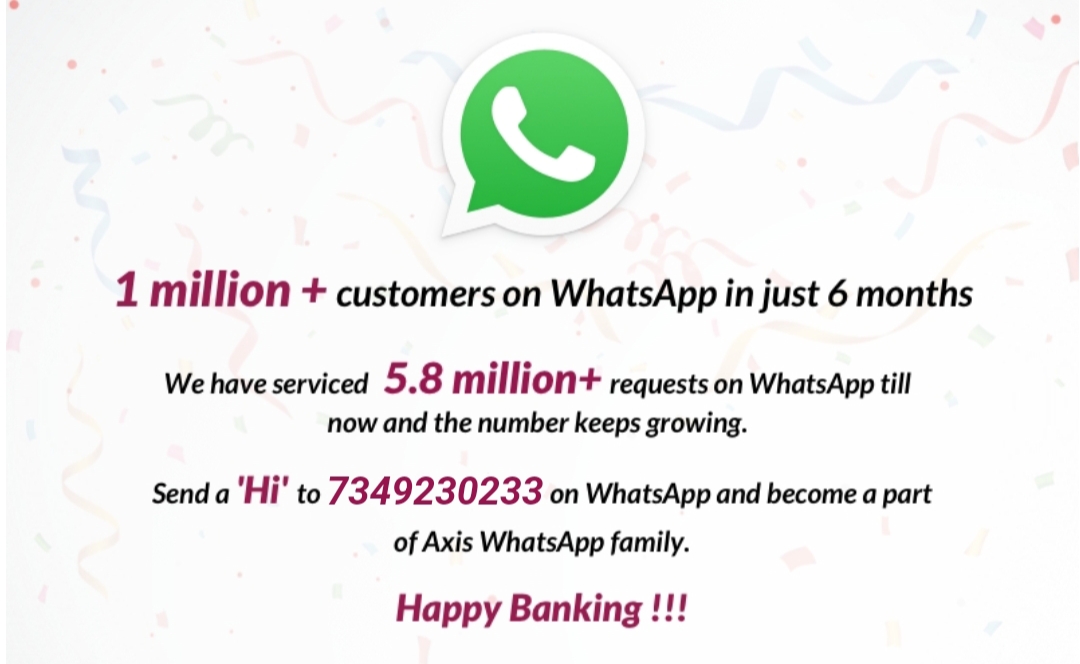 1 million + customers on WhatsApp in just 6 months
We have serviced 5.8 million+ requests on WhatsApp till
now and the number keeps growing.
Send a 'Hi' to 7349230233 on WhatsApp and become a part
of Axis WhatsApp family.
Happy Banking !!!